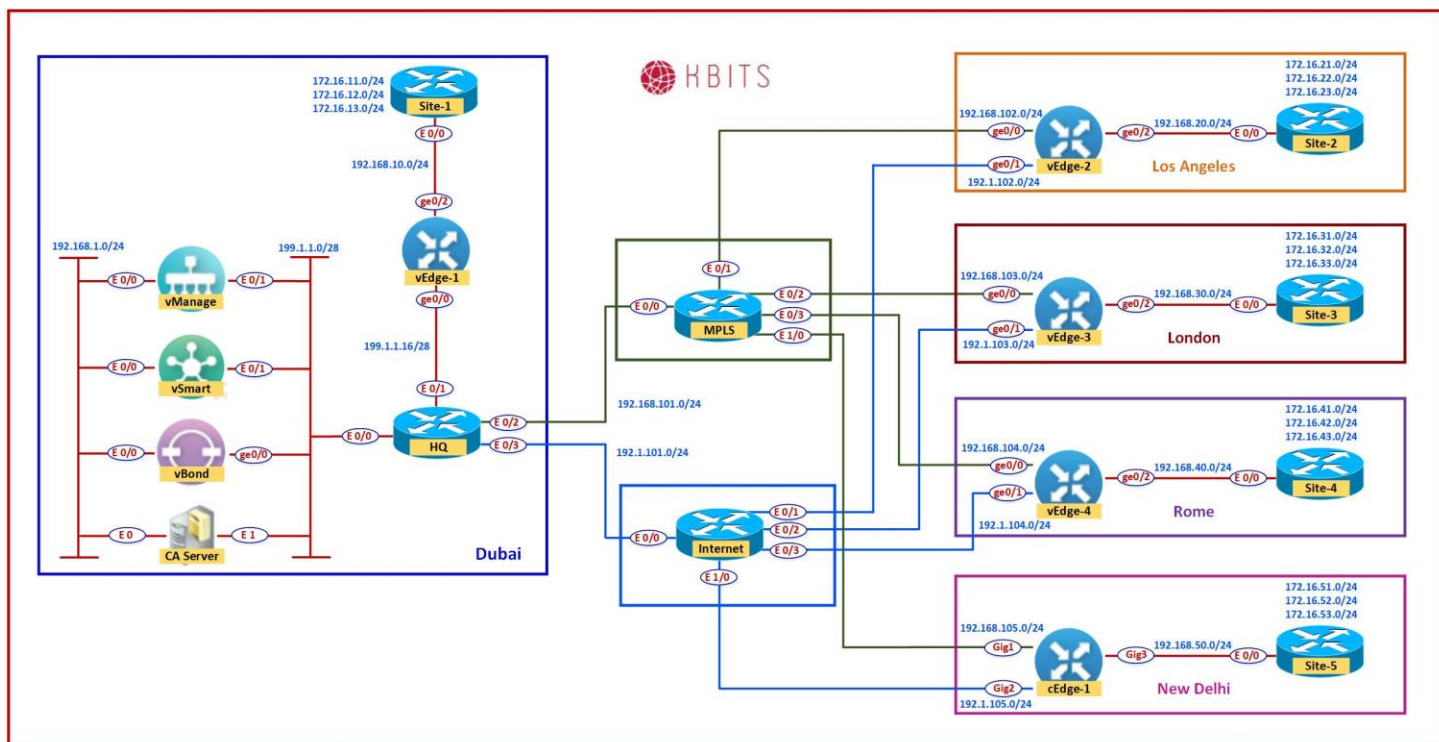 KBITS
172.16.11.0/24
172.16.12.0/24
172.16.13.0/24
Site-1
E 0/0
192.168.10.0/24
ge0/2
vEdge-1
ge0/0
199.1.1.16/28
E 0/1
192.168.1.0/24
199.1.1.0/28
E 0/0
vManage
E 0/1
E 0/0
vSmart
E 0/1
E 0/0
vBond
ge0/0
E 0
CA Server
E 1
E 0/0
HQ
E 0/2
E 0/3
Dubai
192.168.101.0/24
192.1.101.0/24
E 0/1
E 0/0
MPLS
E 0/2
E 0/3
E 1/0
E 0/0
Internet
E 0/1
E 0/2
E 0/3
E 1/0
172.16.21.0/24
172.16.22.0/24
172.16.23.0/24
192.168.102.0/24
ge0/0
ge0/1
192.1.102.0/24
vEdge-2
ge0/2
192.168.20.0/24
E 0/0
Site-2
Los Angeles
172.16.31.0/24
172.16.32.0/24
172.16.33.0/24
192.168.103.0/24
ge0/0
ge0/1
192.1.103.0/24
vEdge-3
ge0/2
192.168.30.0/24
E 0/0
Site-3
London
172.16.41.0/24
172.16.42.0/24
172.16.43.0/24
192.168.104.0/24
ge0/0
ge0/1
192.1.104.0/24
vEdge-4
ge0/2
192.168.40.0/24
E 0/0
Site-4
Rome
172.16.51.0/24
172.16.52.0/24
172.16.53.0/24
192.168.105.0/24
Gig1
Gig2
192.1.105.0/24
cEdge-1
Gig3
192.168.50.0/24
E 0/0
Site-5
New Delhi